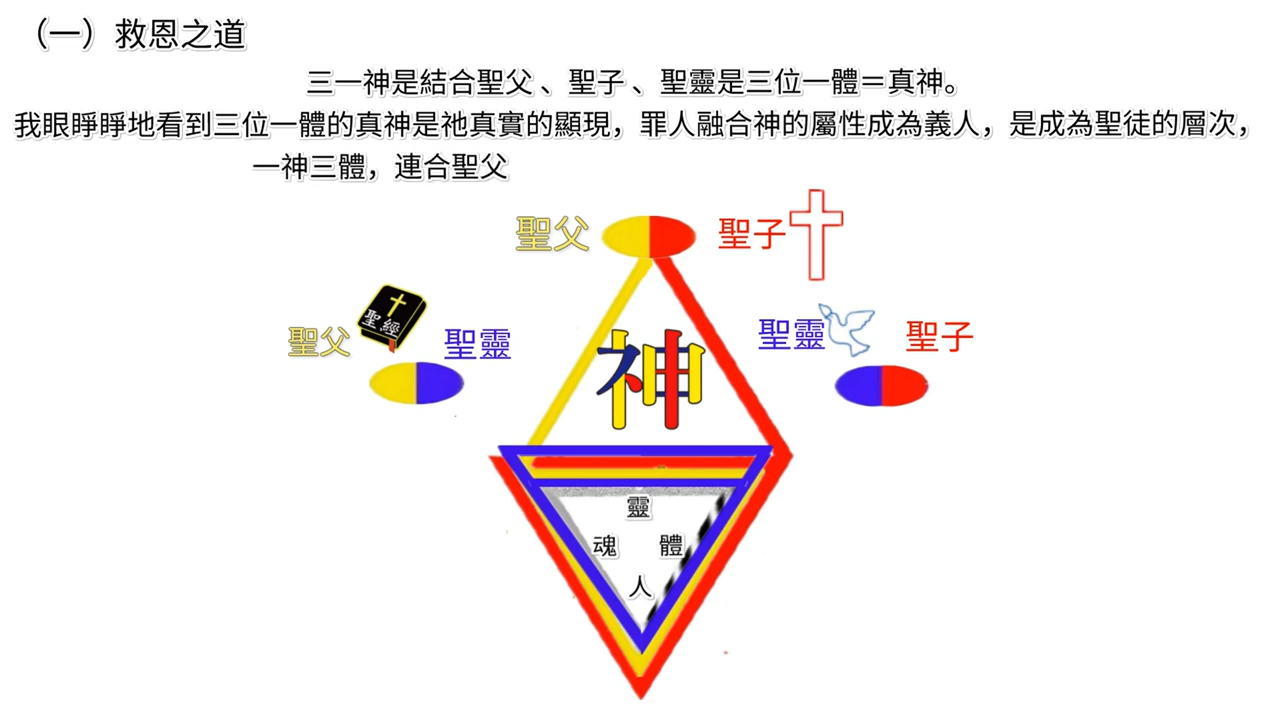 （一）救恩之道
三一神是結合聖父、聖子、聖靈是三位一體＝真神。
我眼睜睜地看到三位一體的真神是祂真實的顯現，罪人融合神的屬性成為義人，是成為聖徒的層次，
一神三體，連合聖父
聖父
聖子
聖父
聖經
聖靈
聖靈
聖子
神
靈
魂
體
人